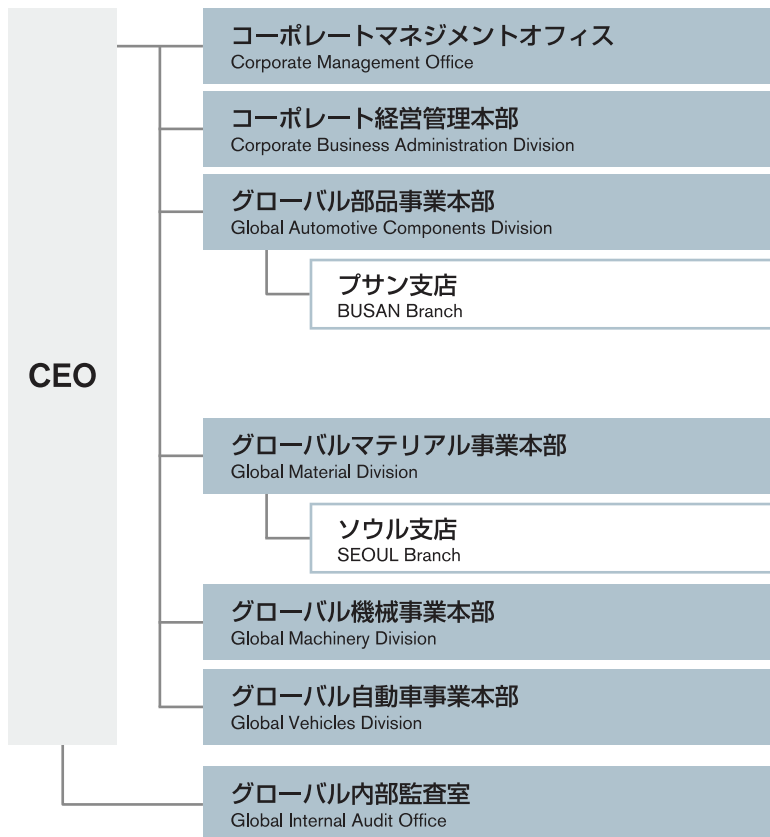 コーポレートマネジメントオフィス
Corporate Management Office
コーポレート経営管理本部
Corporate Business Administration Division
グローバル部品事業本部
Global Automotive Components Division
プサン支店
BUSAN Branch
CEO
グローバルマテリアル事業本部
Global Material Division
ソウル支店
SEOUL Branch
グローバル機械事業本部
Global Machinery Division
グローバル自動車事業本部
Global Vehicles Division
グローバル内部監査室
Global Internal Audit Office